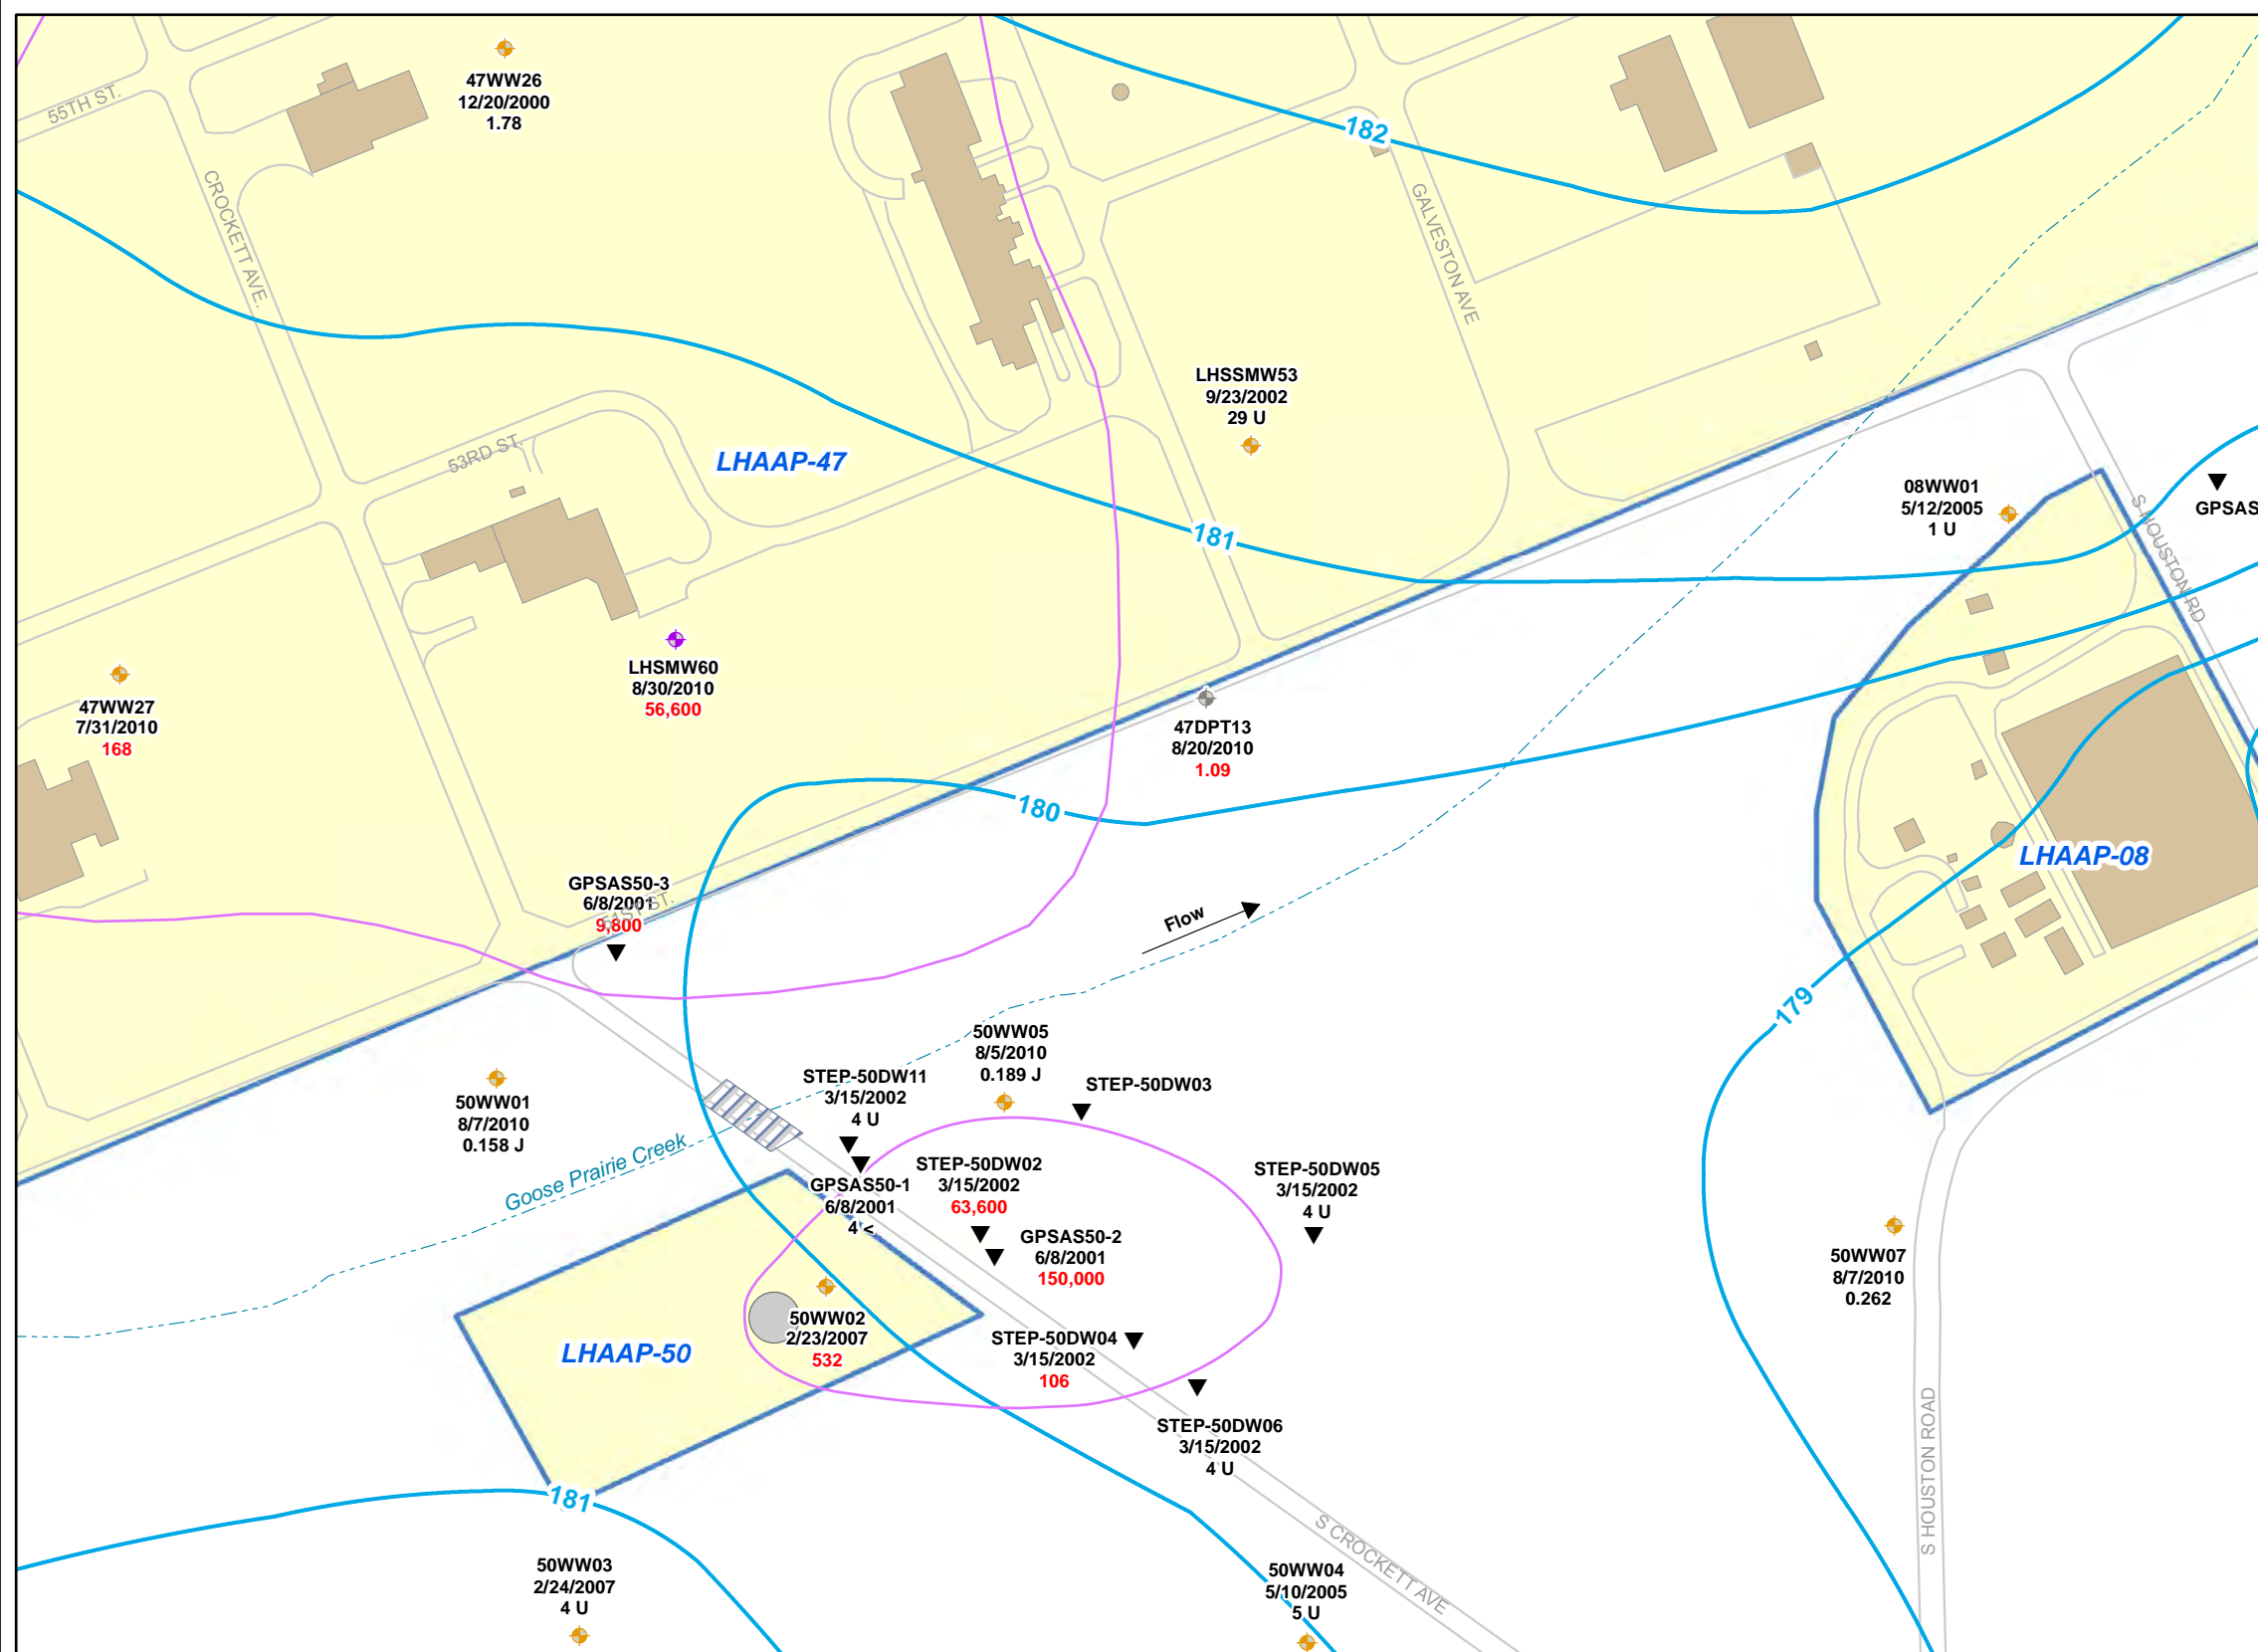 47WW26
12/20/2000
1.78
55TH ST.
CROCKETT AVE.
182
GALVESTON AVE
LHSSMW53
9/23/2002
29 U
53RD ST.
LHAAP-47
181
08WW01
5/12/2005
1 U
GPSAS
S HOUSTON RD
LHSMW60
8/30/2010
56,600
47WW27
7/31/2010
168
47DPT13
8/20/2010
1.09
180
LHAAP-08
GPSAS50-3
6/8/2001
9,800
51ST ST.
Flow
179
50WW05
8/5/2010
0.189 J
STEP-50DW11
3/15/2002
4 U
STEP-50DW03
50WW01
8/7/2010
0.158 J
Goose Prairie Creek
STEP-50DW02
3/15/2002
63,600
STEP-50DW05
3/15/2002
4 U
GPSAS50-1
6/8/2001
4 <
GPSAS50-2
6/8/2001
150,000
50WW07
8/7/2010
0.262
50WW02
2/23/2007
532
LHAAP-50
STEP-50DW04
3/15/2002
106
STEP-50DW06
3/15/2002
4 U
S HOUSTON ROAD
181
S CROCKETT AVE
50WW03
2/24/2007
4 U
50WW04
5/10/2005
5 U